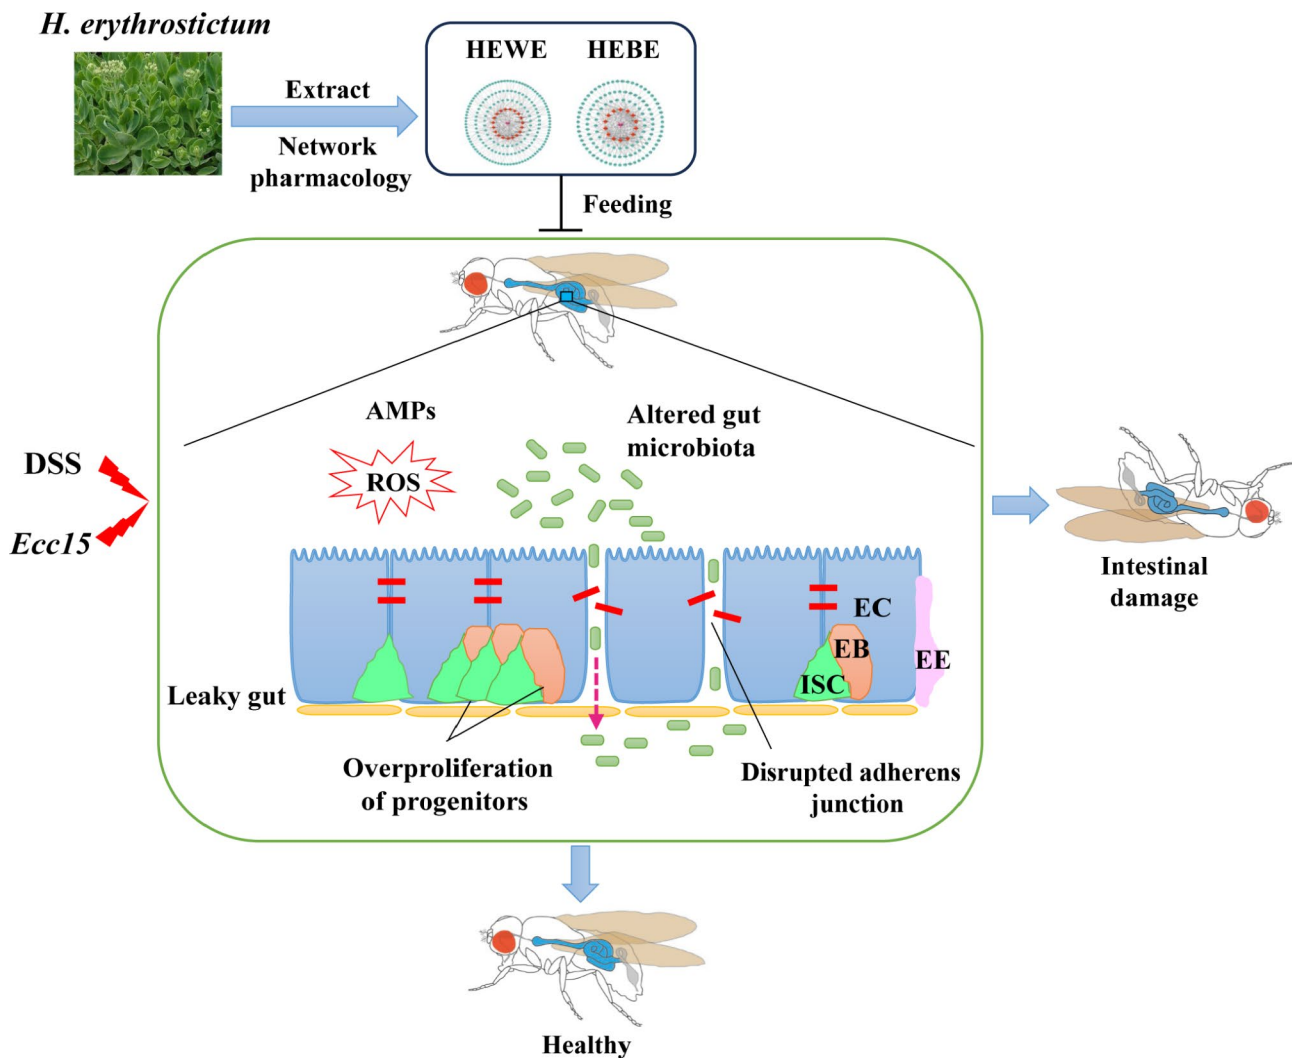 H. erythrostictum
HEWE
HEBE
Extract
Network
pharmacology
Feeding
AMPs
Altered gut
microbiota
DSS
ROS
Ecc15
Intestinal
damage
EC
EB
EE
ISC
Leaky gut
Overproliferation
of progenitors
Disrupted adherens
junction
Healthy